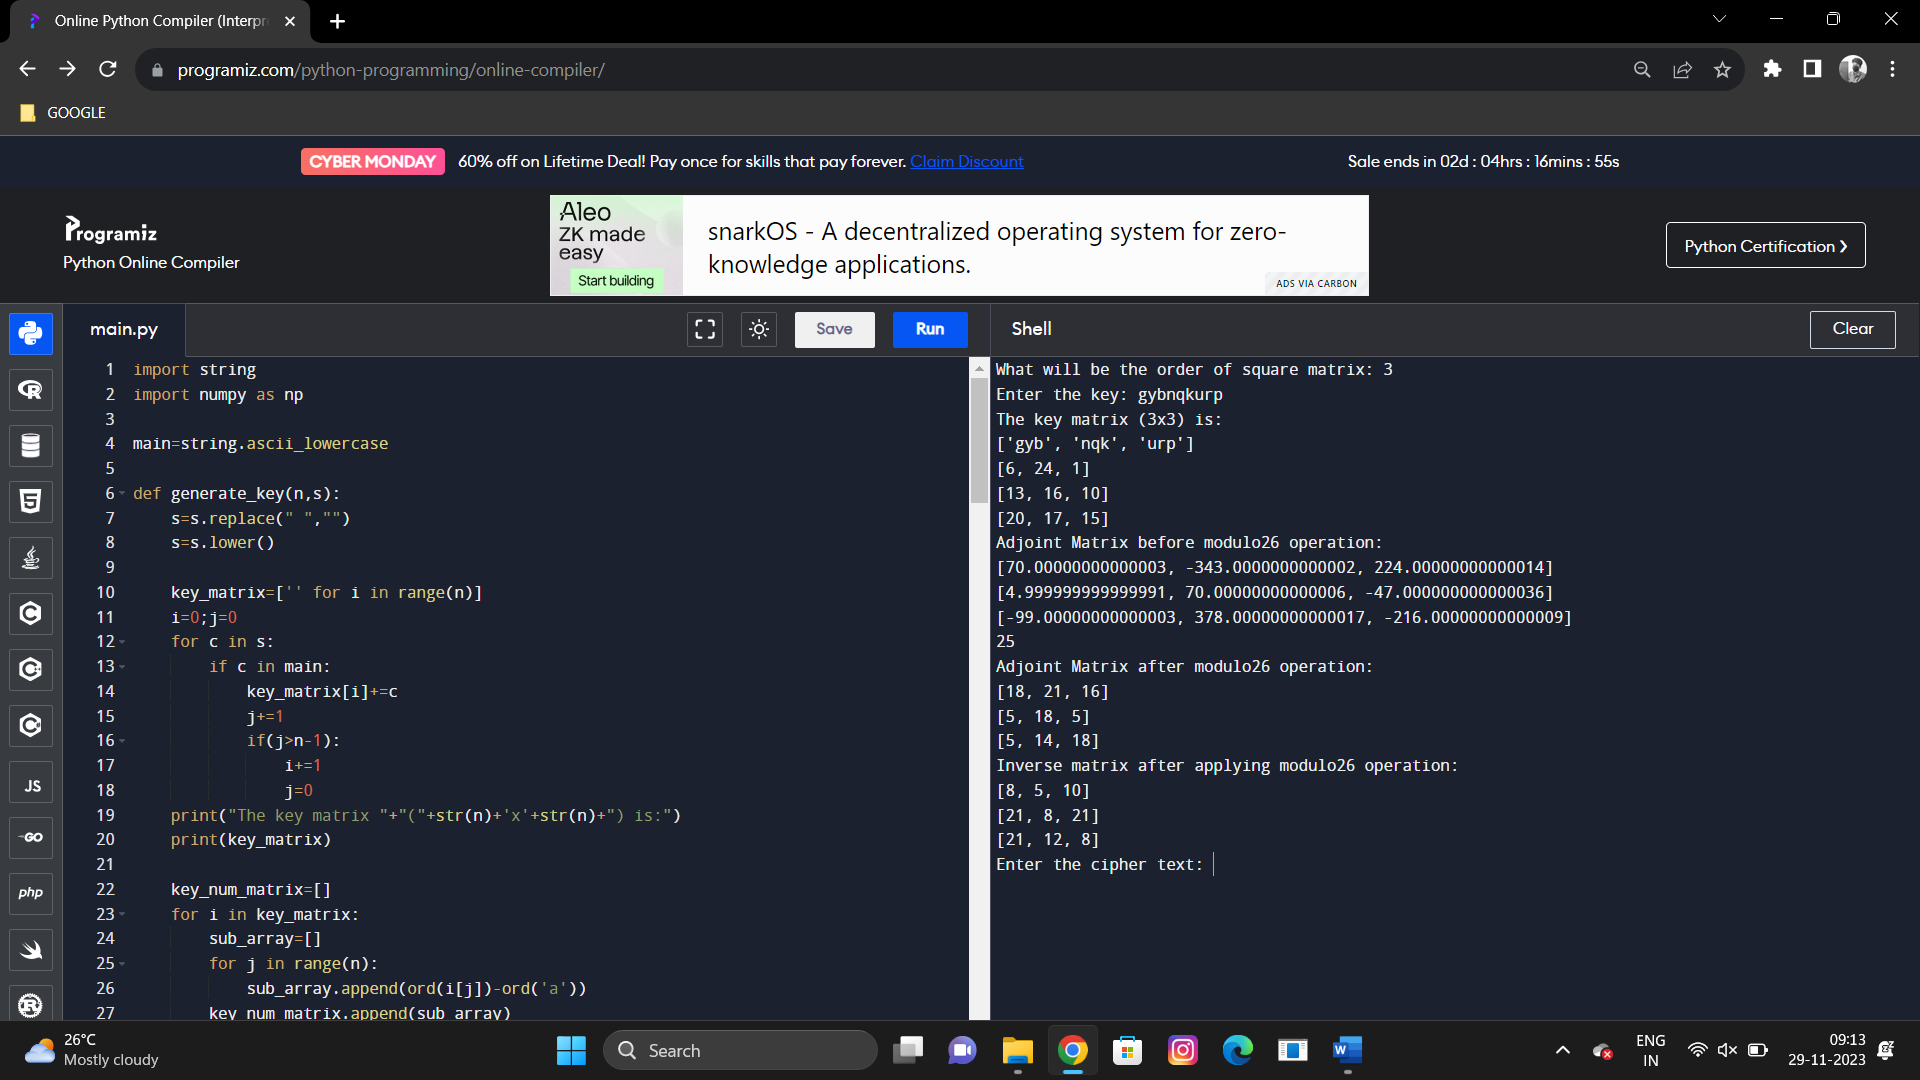 Online Python Compiler (Interpr
programiz.com/python-programming/online-compiler/
GOOGLE
CYBER MONDAY 60% off on Lifetime Deal! Pay once for skills that pay forever. Claim Discount Sale ends in 02d : 04hrs : 16mins : 55s
Programiz
Python Online Compiler
Aleo
ZK made
easy
Start building
snarkOS - A decentralized operating system for zero-
knowledge applications.
ADS VIA CARBON
Python Certification ❯
main.py
Save
Run
Shell
Clear
JS
GO
php
1 import string
2 import numpy as np
3
4 main=string.ascii_lowercase
5
6 def generate_key(n,s):
7     s=s.replace(" ","")
8     s=s.lower()
9
10     key_matrix=['' for i in range(n)]
11     i=0;j=0
12     for c in s:
13         if c in main:
14             key_matrix[i]+=c
15             j+=1
16             if(j>n-1):
17                 i+=1
18                 j=0
19     print("The key matrix "+"("+str(n)+'x'+str(n)+") is:")
20     print(key_matrix)
21
22     key_num_matrix=[]
23     for i in key_matrix:
24         sub_array=[]
25         for j in range(n):
26             sub_array.append(ord(i[j])-ord('a'))
27         key_num_matrix.append(sub_array)
What will be the order of square matrix: 3
Enter the key: gybnqkurp
The key matrix (3x3) is:
['gyb', 'nqk', 'urp']
[6, 24, 1]
[13, 16, 10]
[20, 17, 15]
Adjoint Matrix before modulo26 operation:
[70.00000000000003, -343.0000000000002, 224.00000000000014]
[4.999999999999991, 70.00000000000006, -47.000000000000036]
[-99.00000000000003, 378.00000000000017, -216.00000000000009]
25
Adjoint Matrix after modulo26 operation:
[18, 21, 16]
[5, 18, 5]
[5, 14, 18]
Inverse matrix after applying modulo26 operation:
[8, 5, 10]
[21, 8, 21]
[21, 12, 8]
Enter the cipher text:
26°C
Mostly cloudy
Search
ENG
IN
09:13
29-11-2023